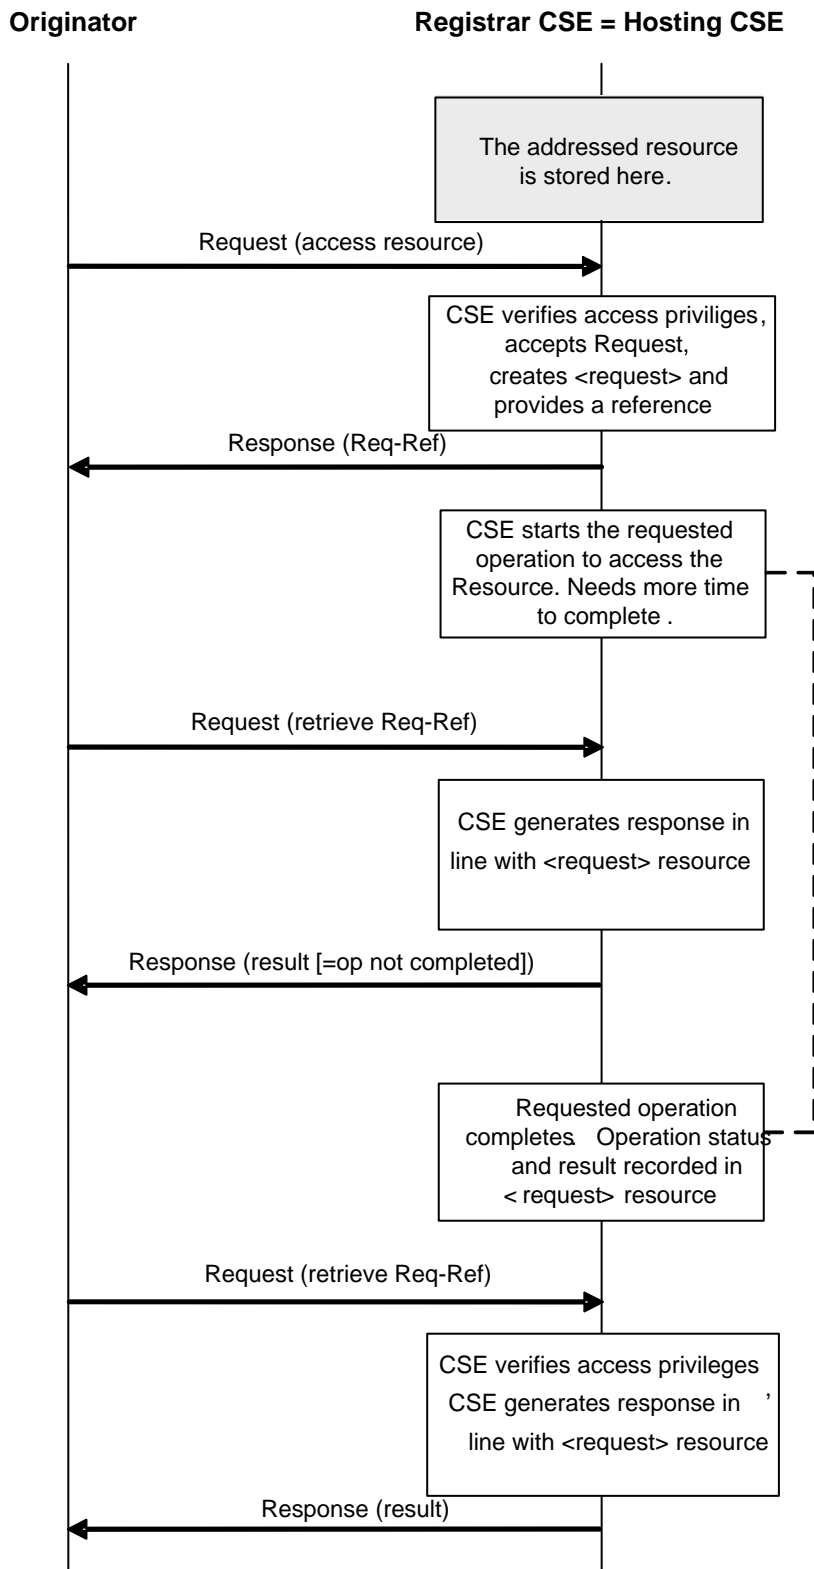 Originator
Registrar CSE = Hosting CSE
The addressed resource
is stored here.
Request (access resource)
CSE verifies access priviliges,
accepts Request,
creates <request> and
provides a reference
Response (Req-Ref)
CSE starts the requested
operation to access the
Resource. Needs more time
to complete .
Request (retrieve Req-Ref)
CSE generates response in
line with <request> resource
Response (result [=op not completed])
Requested operation
completes. Operation status
and result recorded in
< request> resource
Request (retrieve Req-Ref)
CSE verifies access privileges ,
CSE generates response in
line with <request> resource
Response (result)